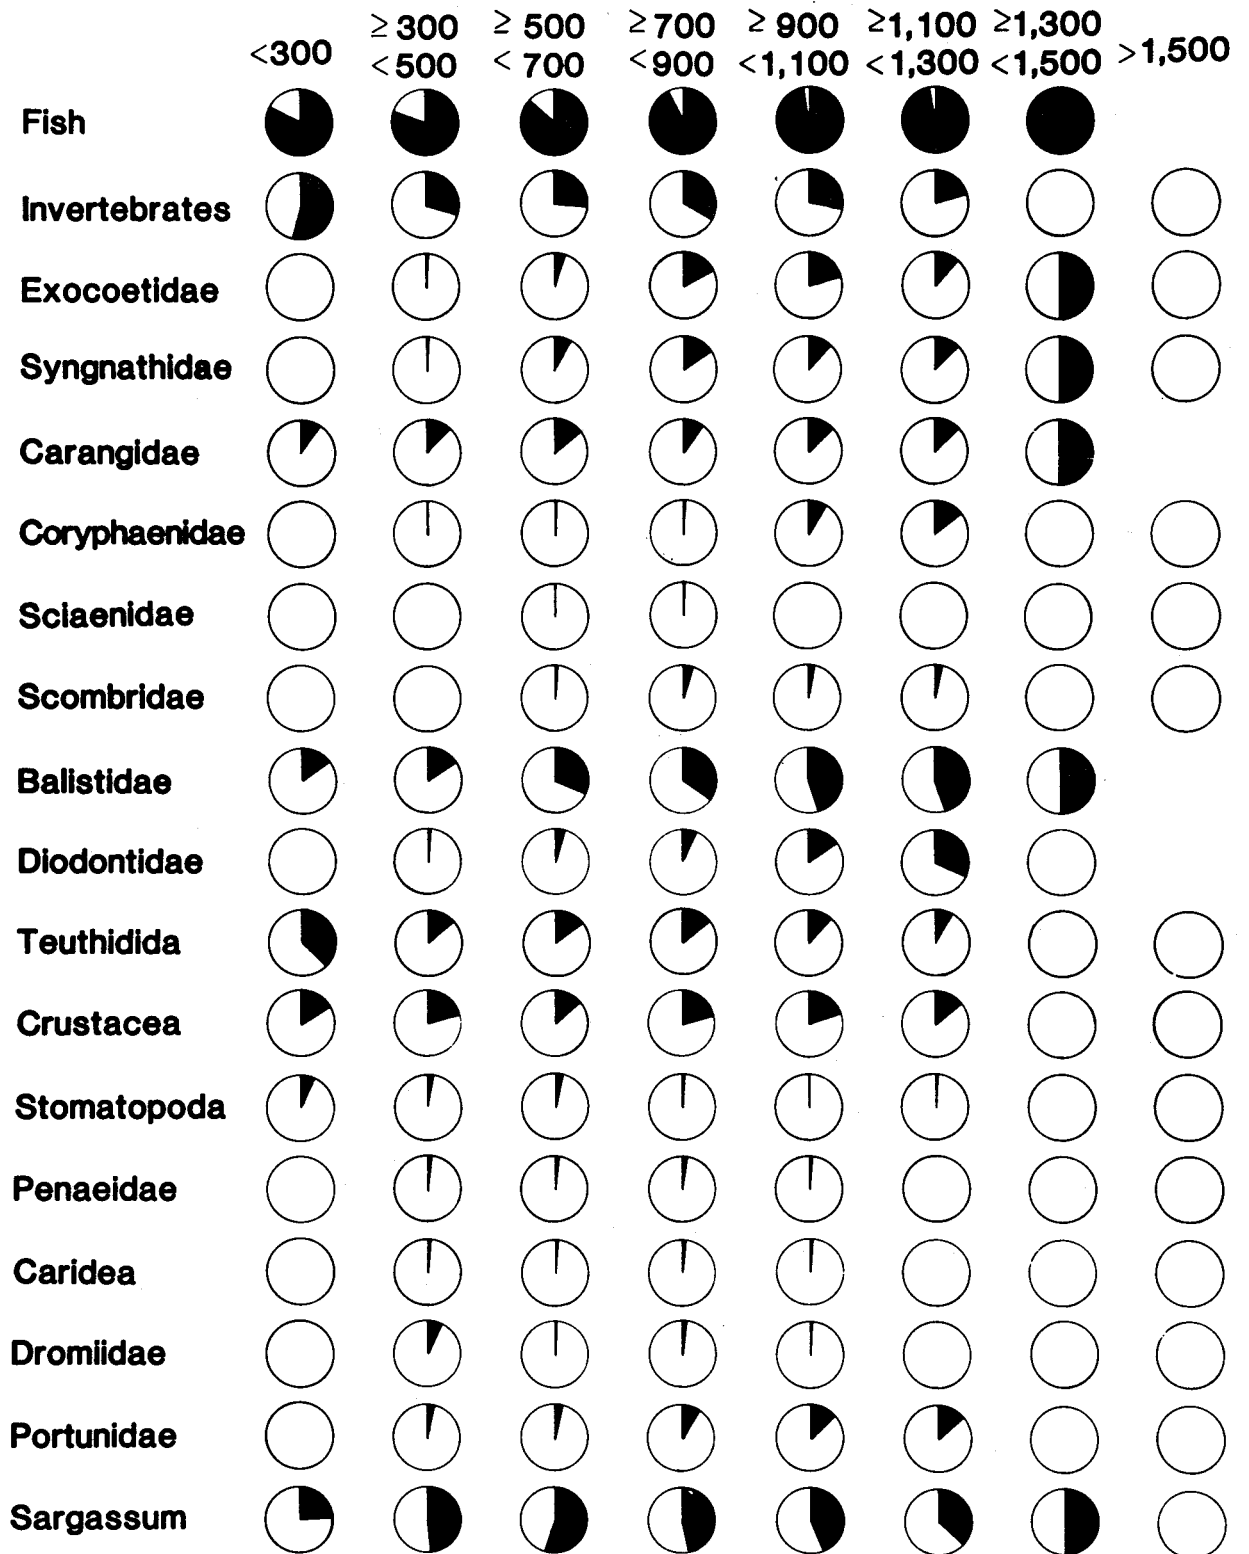 ≥ 300 ≥ 500 ≥ 700 ≥ 900 ≥1,100 ≥1,300
<300 <500 < 700 <900 <1,100 <1,300 <1,500 >1,500
Fish
Invertebrates
Exocoetidae
Syngnathidae
Carangidae
Coryphaenidae
Sciaenidae
Scombridae
Balistidae
Diodontidae
Teuthidida
Crustacea
Stomatopoda
Penaeidae
Caridea
Dromiidae
Portunidae
Sargassum